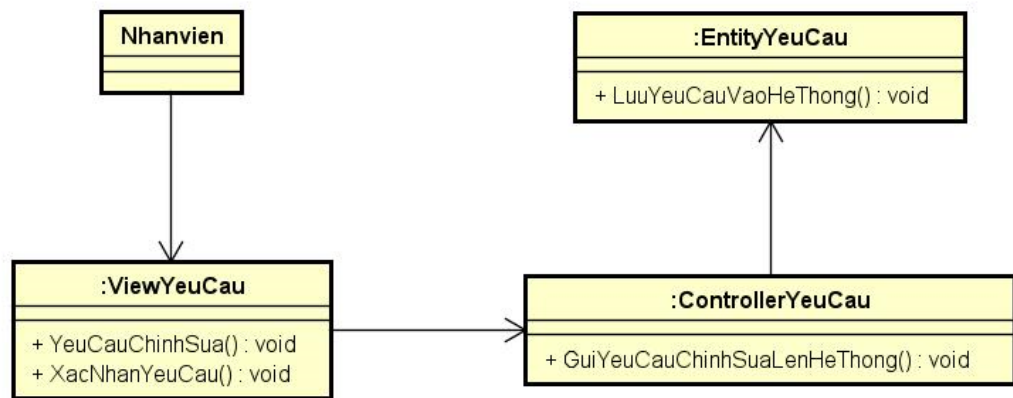 Nhanvien
:EntityYeuCau
+ LuuYeuCauVaoHeThong() : void
:ViewYeuCau
+ YeuCauChinhSua() : void
+ XacNhanYeuCau() : void
:ControllerYeuCau
+ GuiYeuCauChinhSuaLenHeThong() : void